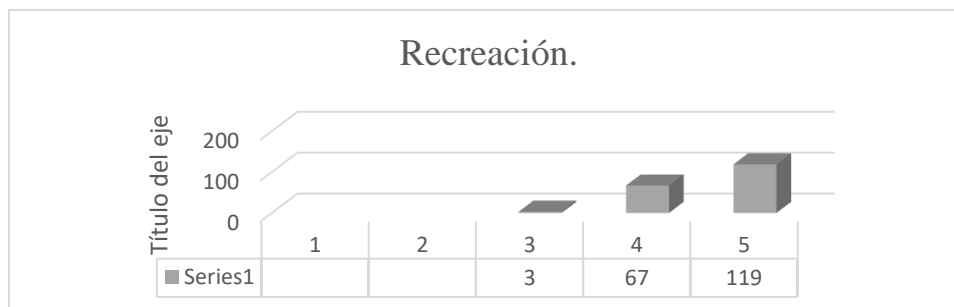 Recreación.
Título del eje
200
100
0
1 2 3 4 5
Series1 3 67 119